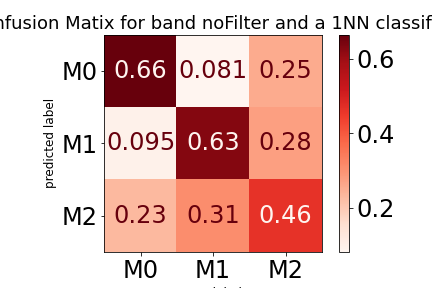 nfusion Matix for band noFilter and a 1NN classif
M0 0.66 0.081 0.25
M1 0.095 0.63 0.28
M2 0.23 0.31 0.46
M0 M1 M2
predicted label
0.6
0.4
0.2